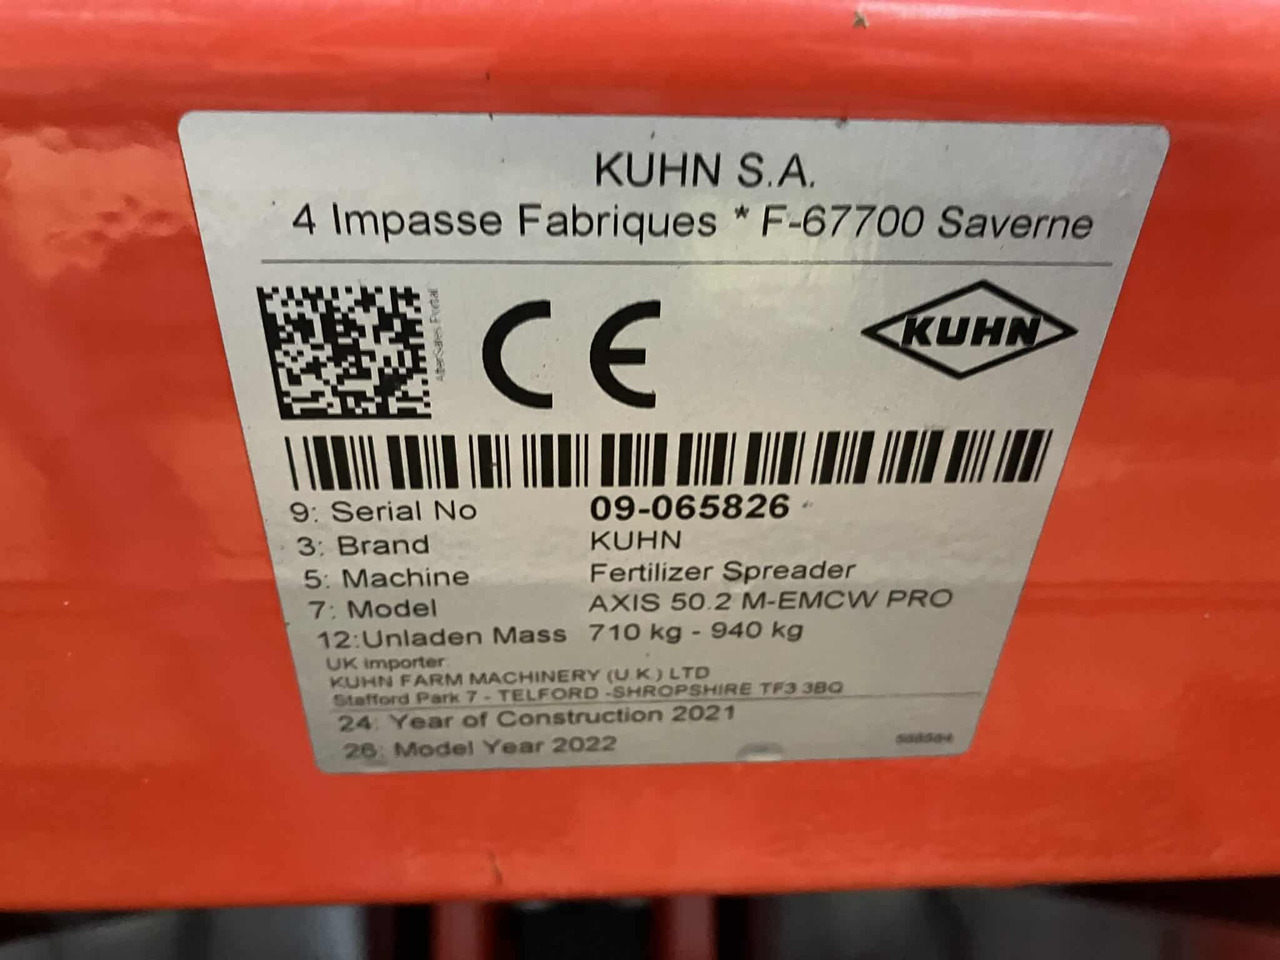 KUHN S.A.
4 Impasse Fabriques * F-67700 Saverne
AfterSales Portal
CE
KUHN
9: Serial No 09-065826
3: Brand KUHN
5: Machine Fertilizer Spreader
7: Model AXIS 50.2 M-EMCW PRO
12:Unladen Mass 710 kg - 940 kg
UK importer
KUHN FARM MACHINERY (U.K.) LTD
Stafford Park 7 - TELFORD -SHROPSHIRE TF3 3BQ
24: Year of Construction 2021
26: Model Year 2022